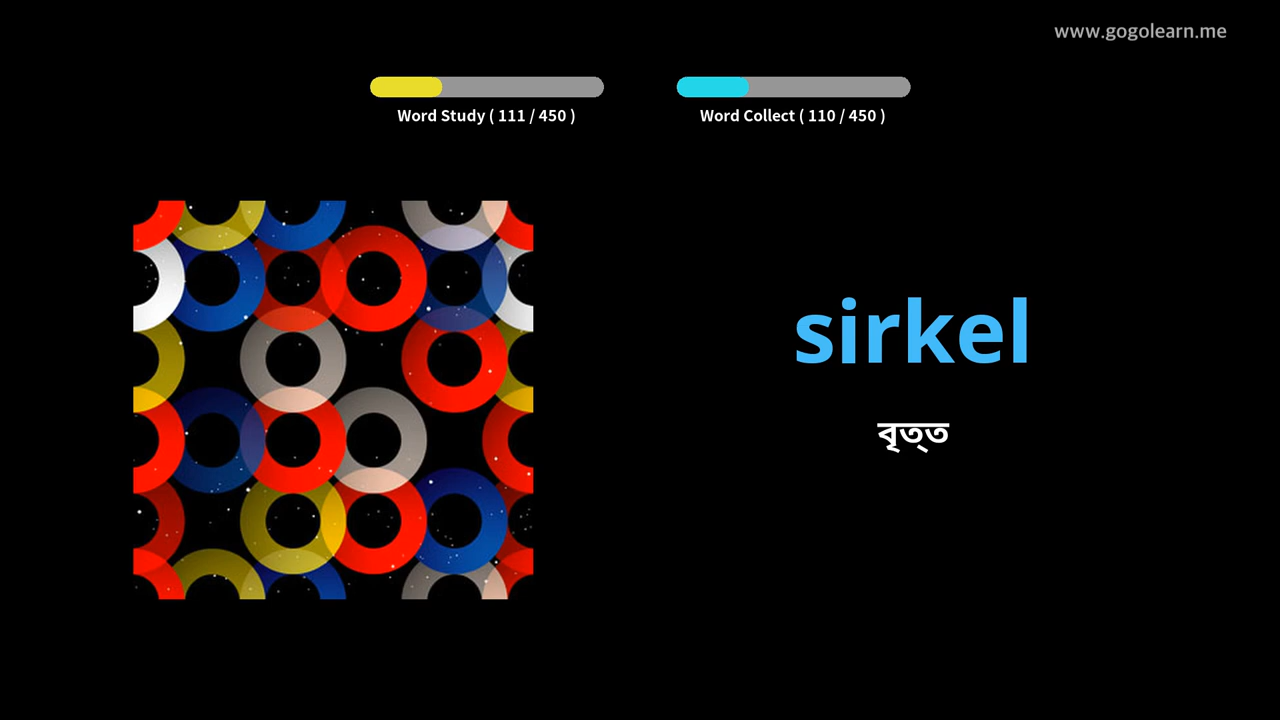 www.gogolearn.me
Word Study ( 111 / 450 )
Word Collect ( 110 / 450 )
sirkel
বৃত্ত